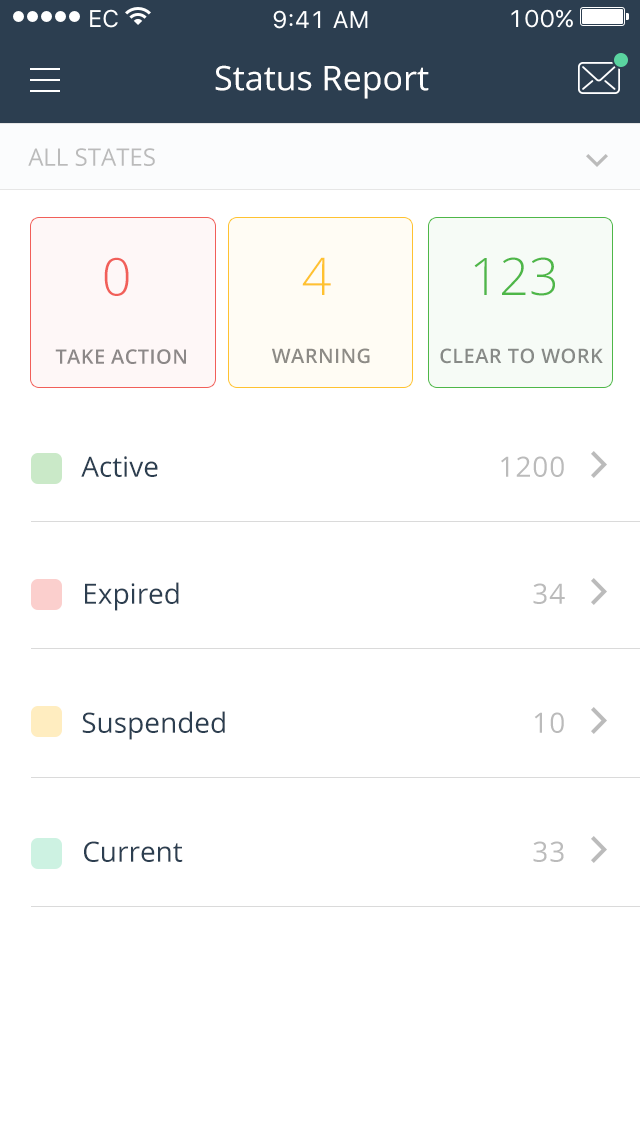 EC 9:41 AM 100%
Status Report
ALL STATES
0 4 123
TAKE ACTION WARNING CLEAR TO WORK
Active 1200
Expired 34
Suspended 10
Current 33